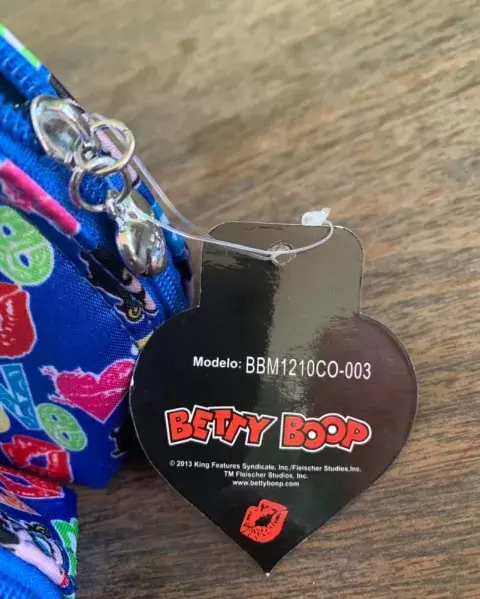 Modelo: BBM1210CO-003
BETTY BOOP
© 2013 King Features Syndicate, Inc./Fleischer Studios,Inc.
TM Fleischer Studios, Inc.
www.bettyboop.com